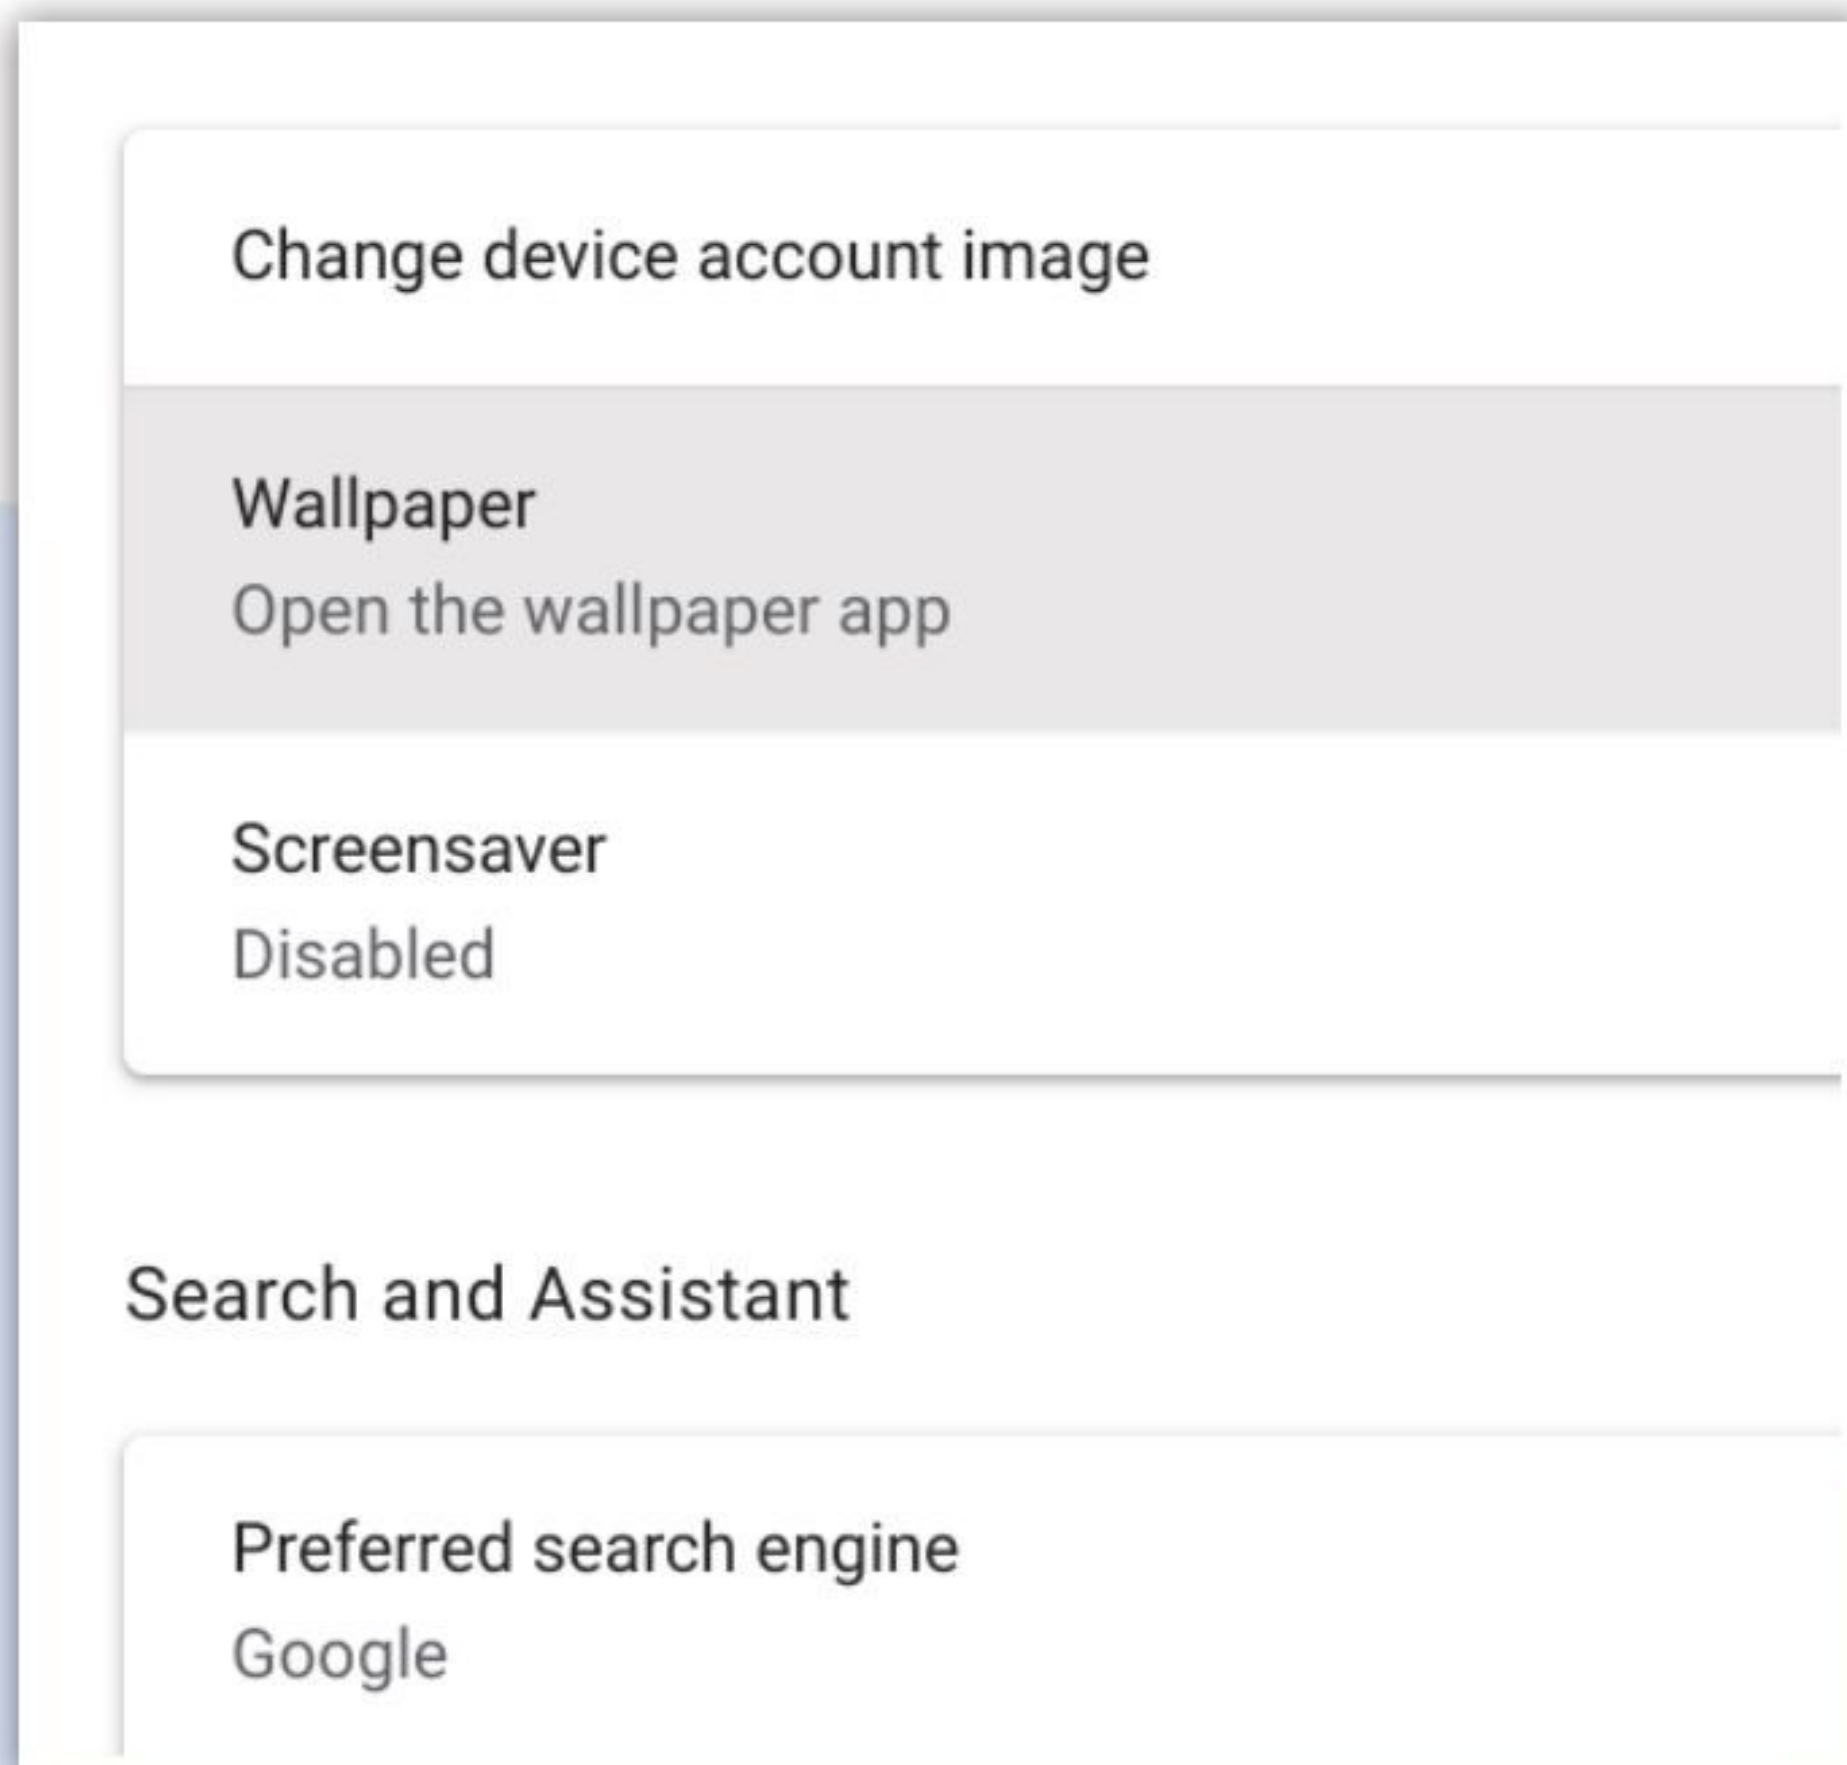 Change device account image
Wallpaper
Open the wallpaper app
Screensaver
Disabled
Search and Assistant
Preferred search engine
Google